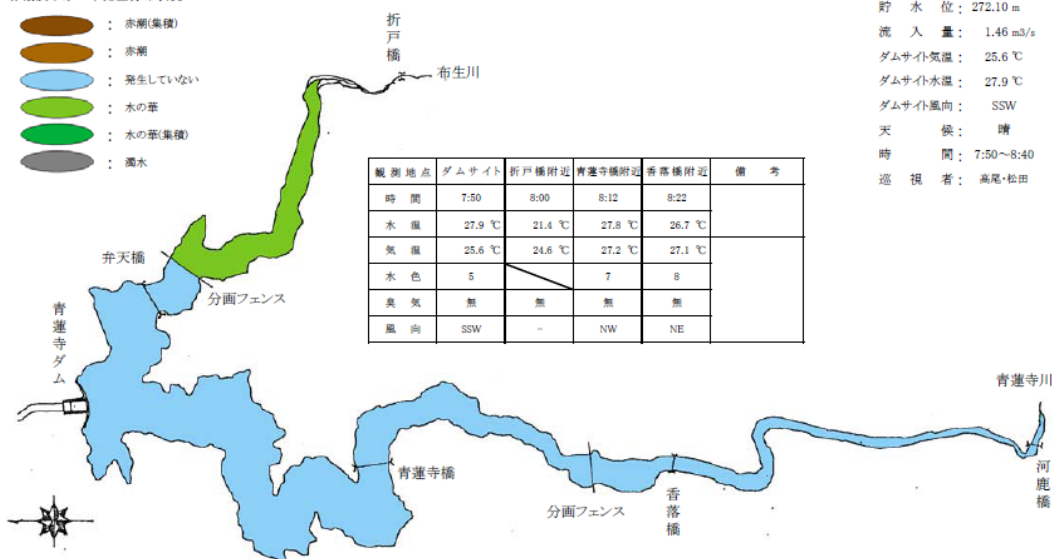 : 赤潮(集積)
: 赤潮
: 発生していない
: 水の華
: 水の華(集積)
: 濁水
貯水位: 272.10 m
流入量: 1.46 m3/s
ダムサイト気温: 25.6 ℃
ダムサイト水温: 27.9 ℃
ダムサイト風向: SSW
天候: 晴
時間: 7:50～8:40
巡視者: 高尾・松田
折戸橋
布生川
観測地点 ダムサイト 折戸橋附近 青蓮寺橋附近 香落橋附近 備考
時間 7:50 8:00 8:12 8:22
水温 27.9 ℃ 21.4 ℃ 27.8 ℃ 26.7 ℃
気温 25.6 ℃ 24.6 ℃ 27.2 ℃ 27.1 ℃
水色 5 7 8
臭気 無 無 無 無
風向 SSW - NW NE
弁天橋
分画フェンス
青蓮寺ダム
青蓮寺川
青蓮寺橋
分画フェンス
香落橋
河鹿橋